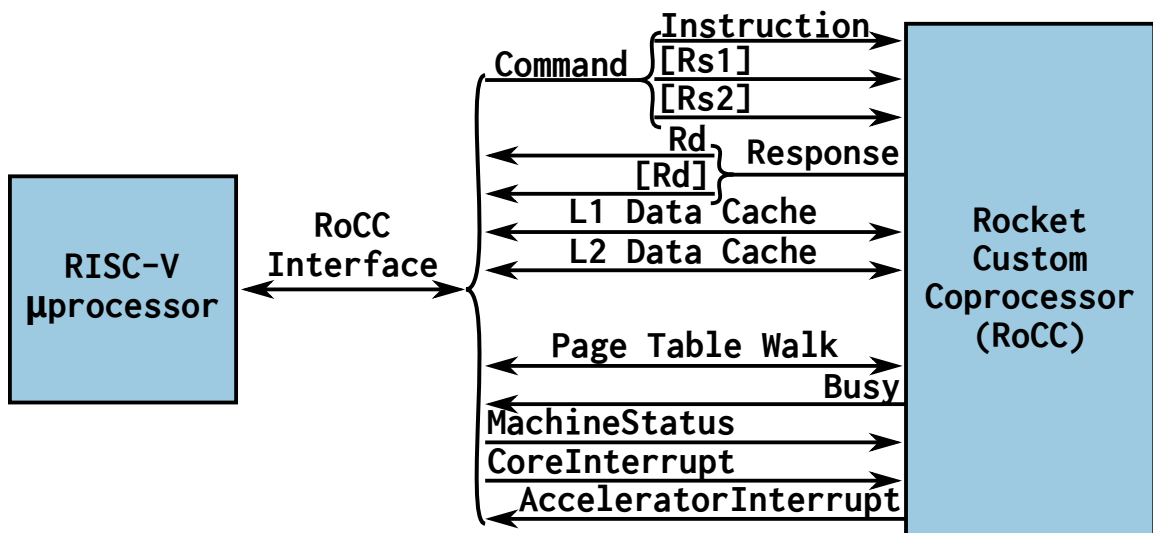 RISC-V
μprocessor
RoCC
Interface
Command
Instruction
[Rs1]
[Rs2]
Rd
[Rd]
Response
L1 Data Cache
L2 Data Cache
Page Table Walk
Busy
MachineStatus
CoreInterrupt
AcceleratorInterrupt
Rocket
Custom
Coprocessor
(RoCC)